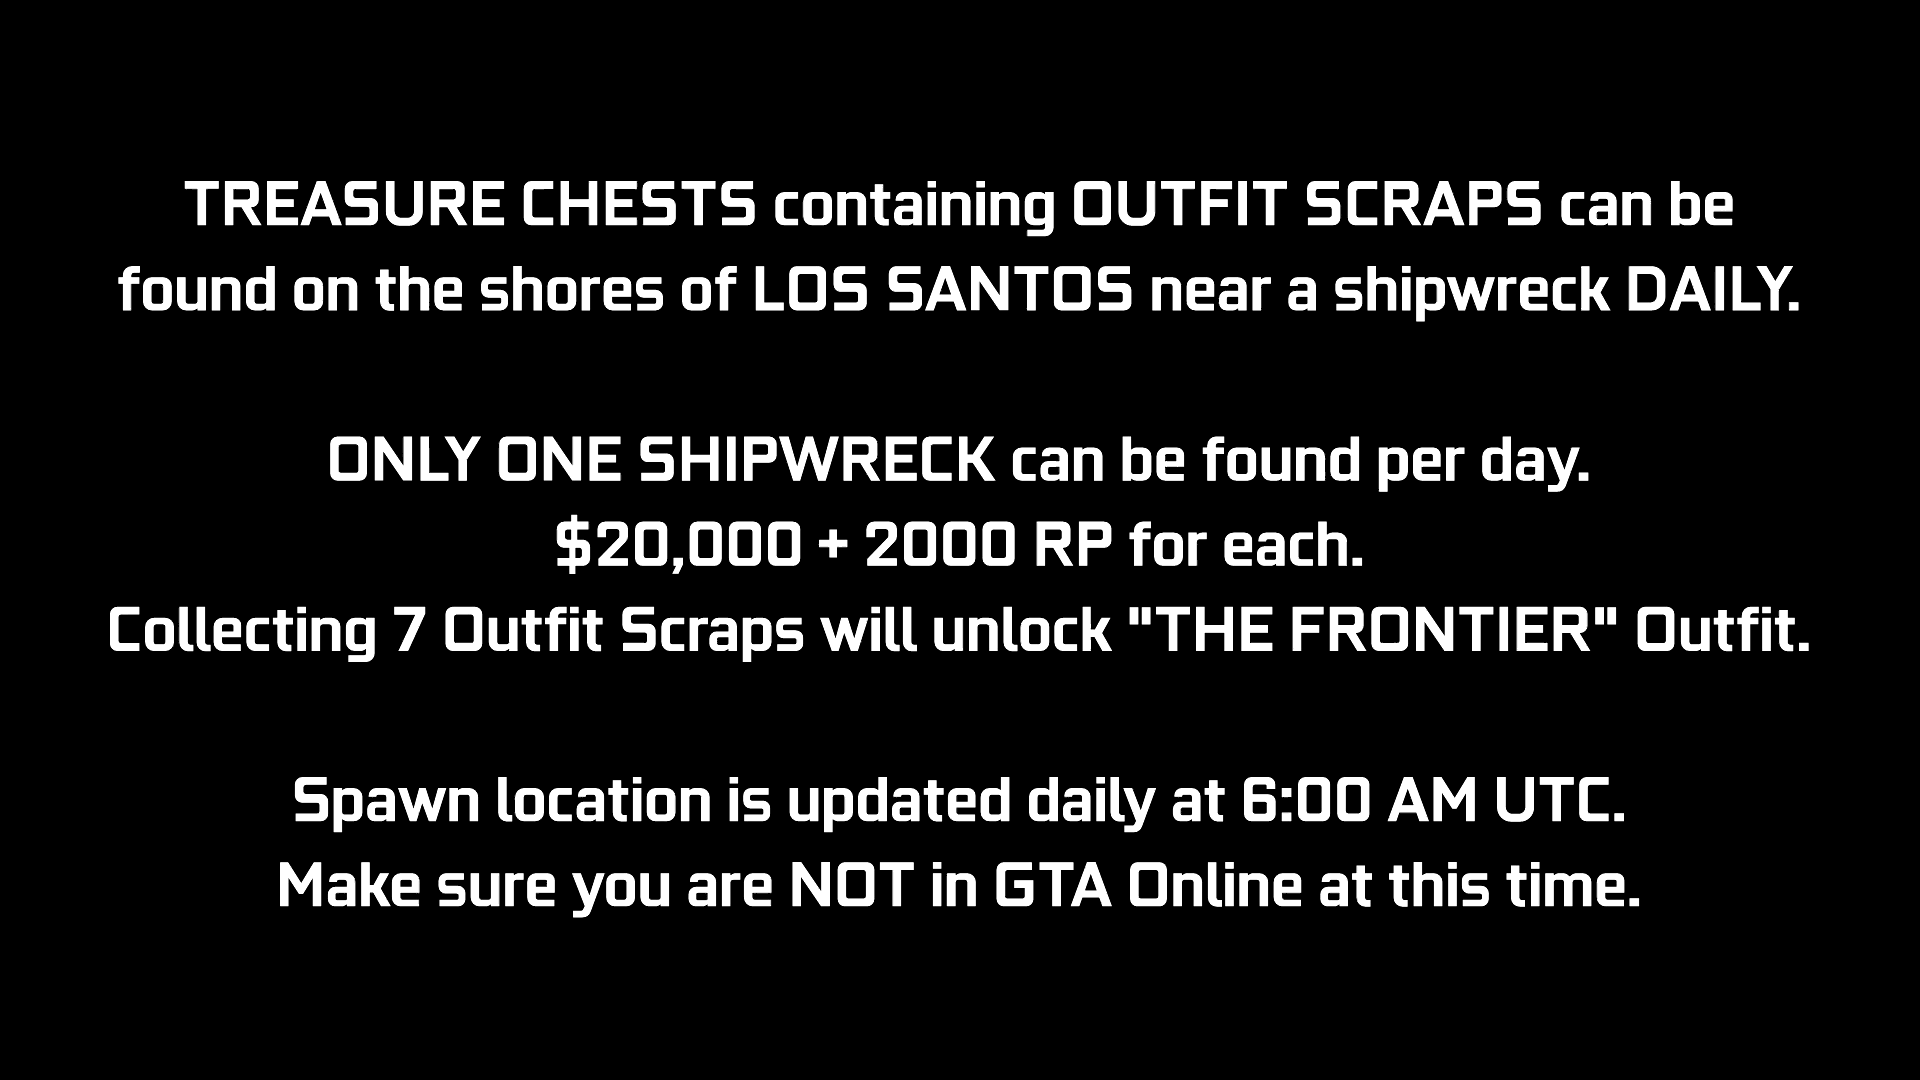 TREASURE CHESTS containing OUTFIT SCRAPS can be
found on the shores of LOS SANTOS near a shipwreck DAILY.
ONLY ONE SHIPWRECK can be found per day.
$20,000 + 2000 RP for each.
Collecting 7 Outfit Scraps will unlock "THE FRONTIER" Outfit.
Spawn location is updated daily at 6:00 AM UTC.
Make sure you are NOT in GTA Online at this time.